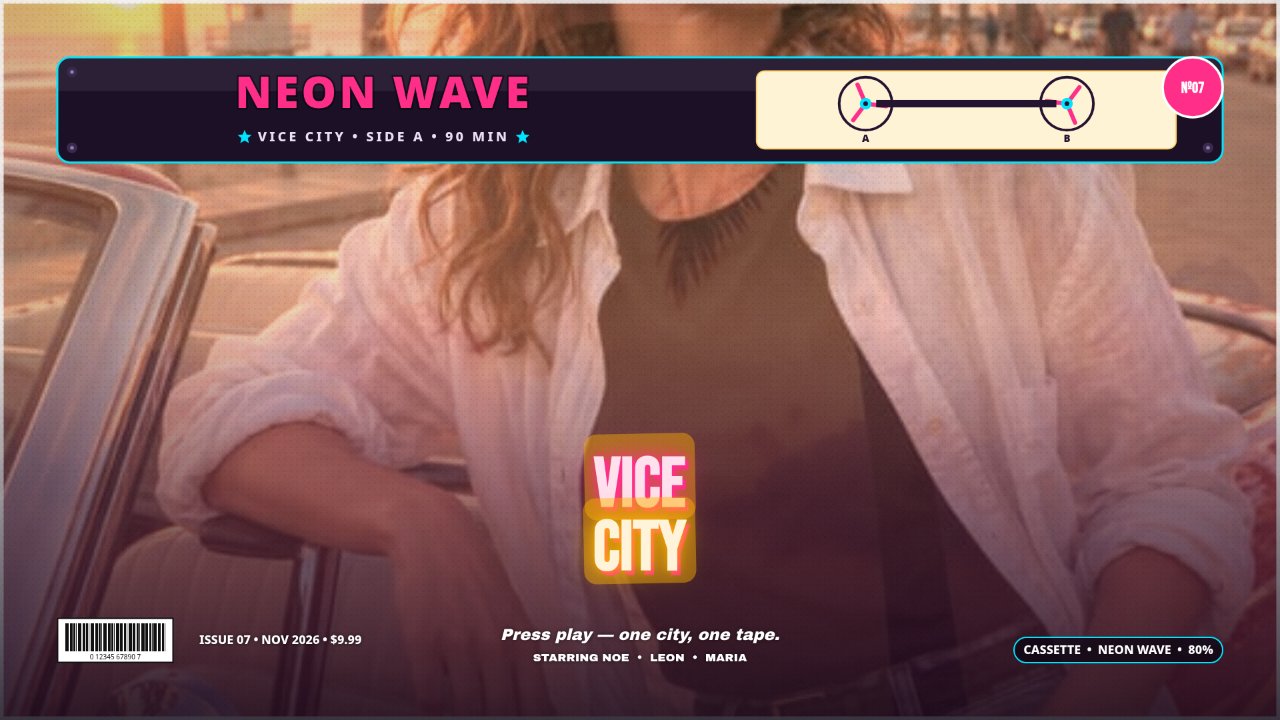 NEON WAVE
★ VICE CITY • SIDE A • 90 MIN ★
A
B
Nº07
VICE
CITY
0 12345 67890 7
ISSUE 07 • NOV 2026 • $9.99
Press play — one city, one tape.
STARRING NOE • LEON • MARIA
CASSETTE • NEON WAVE • 80%